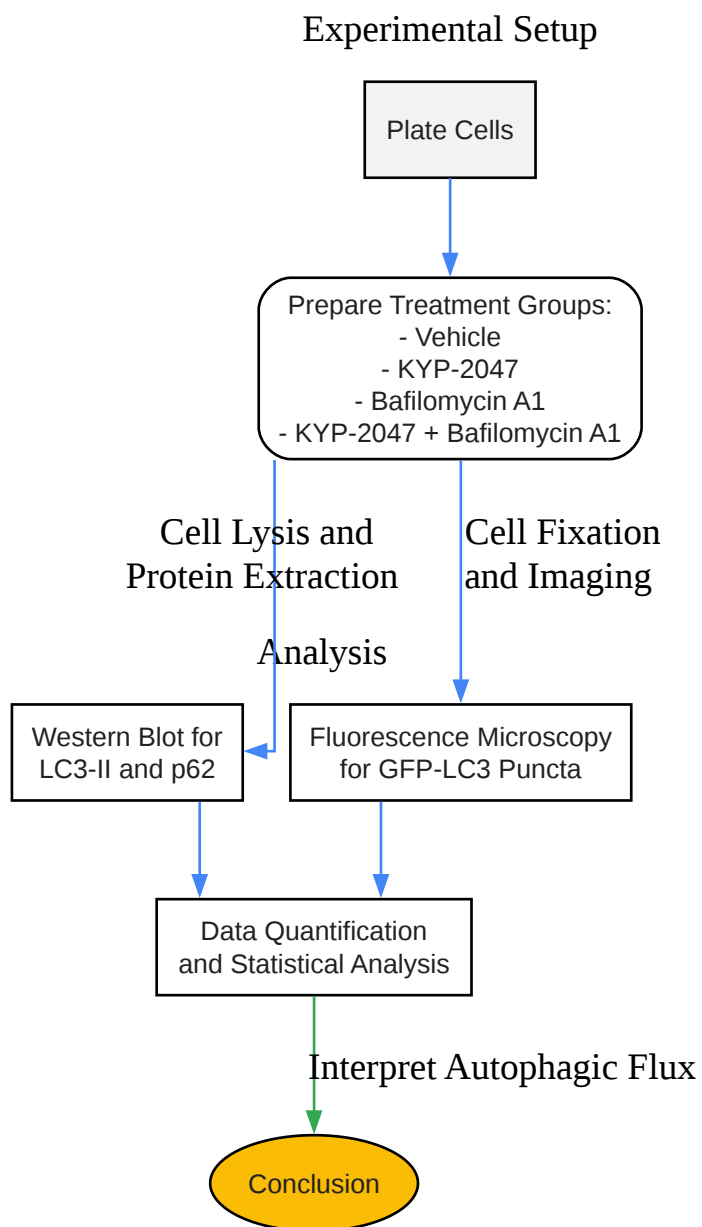 Experimental Setup
Plate Cells
Prepare Treatment Groups:
- Vehicle
- KYP-2047
- Bafilomycin A1
- KYP-2047 + Bafilomycin A1
Cell Lysis and
Protein Extraction
Cell Fixation
and Imaging
Analysis
Western Blot for
LC3-II and p62
Fluorescence Microscopy
for GFP-LC3 Puncta
Data Quantification
and Statistical Analysis
Interpret Autophagic Flux
Conclusion